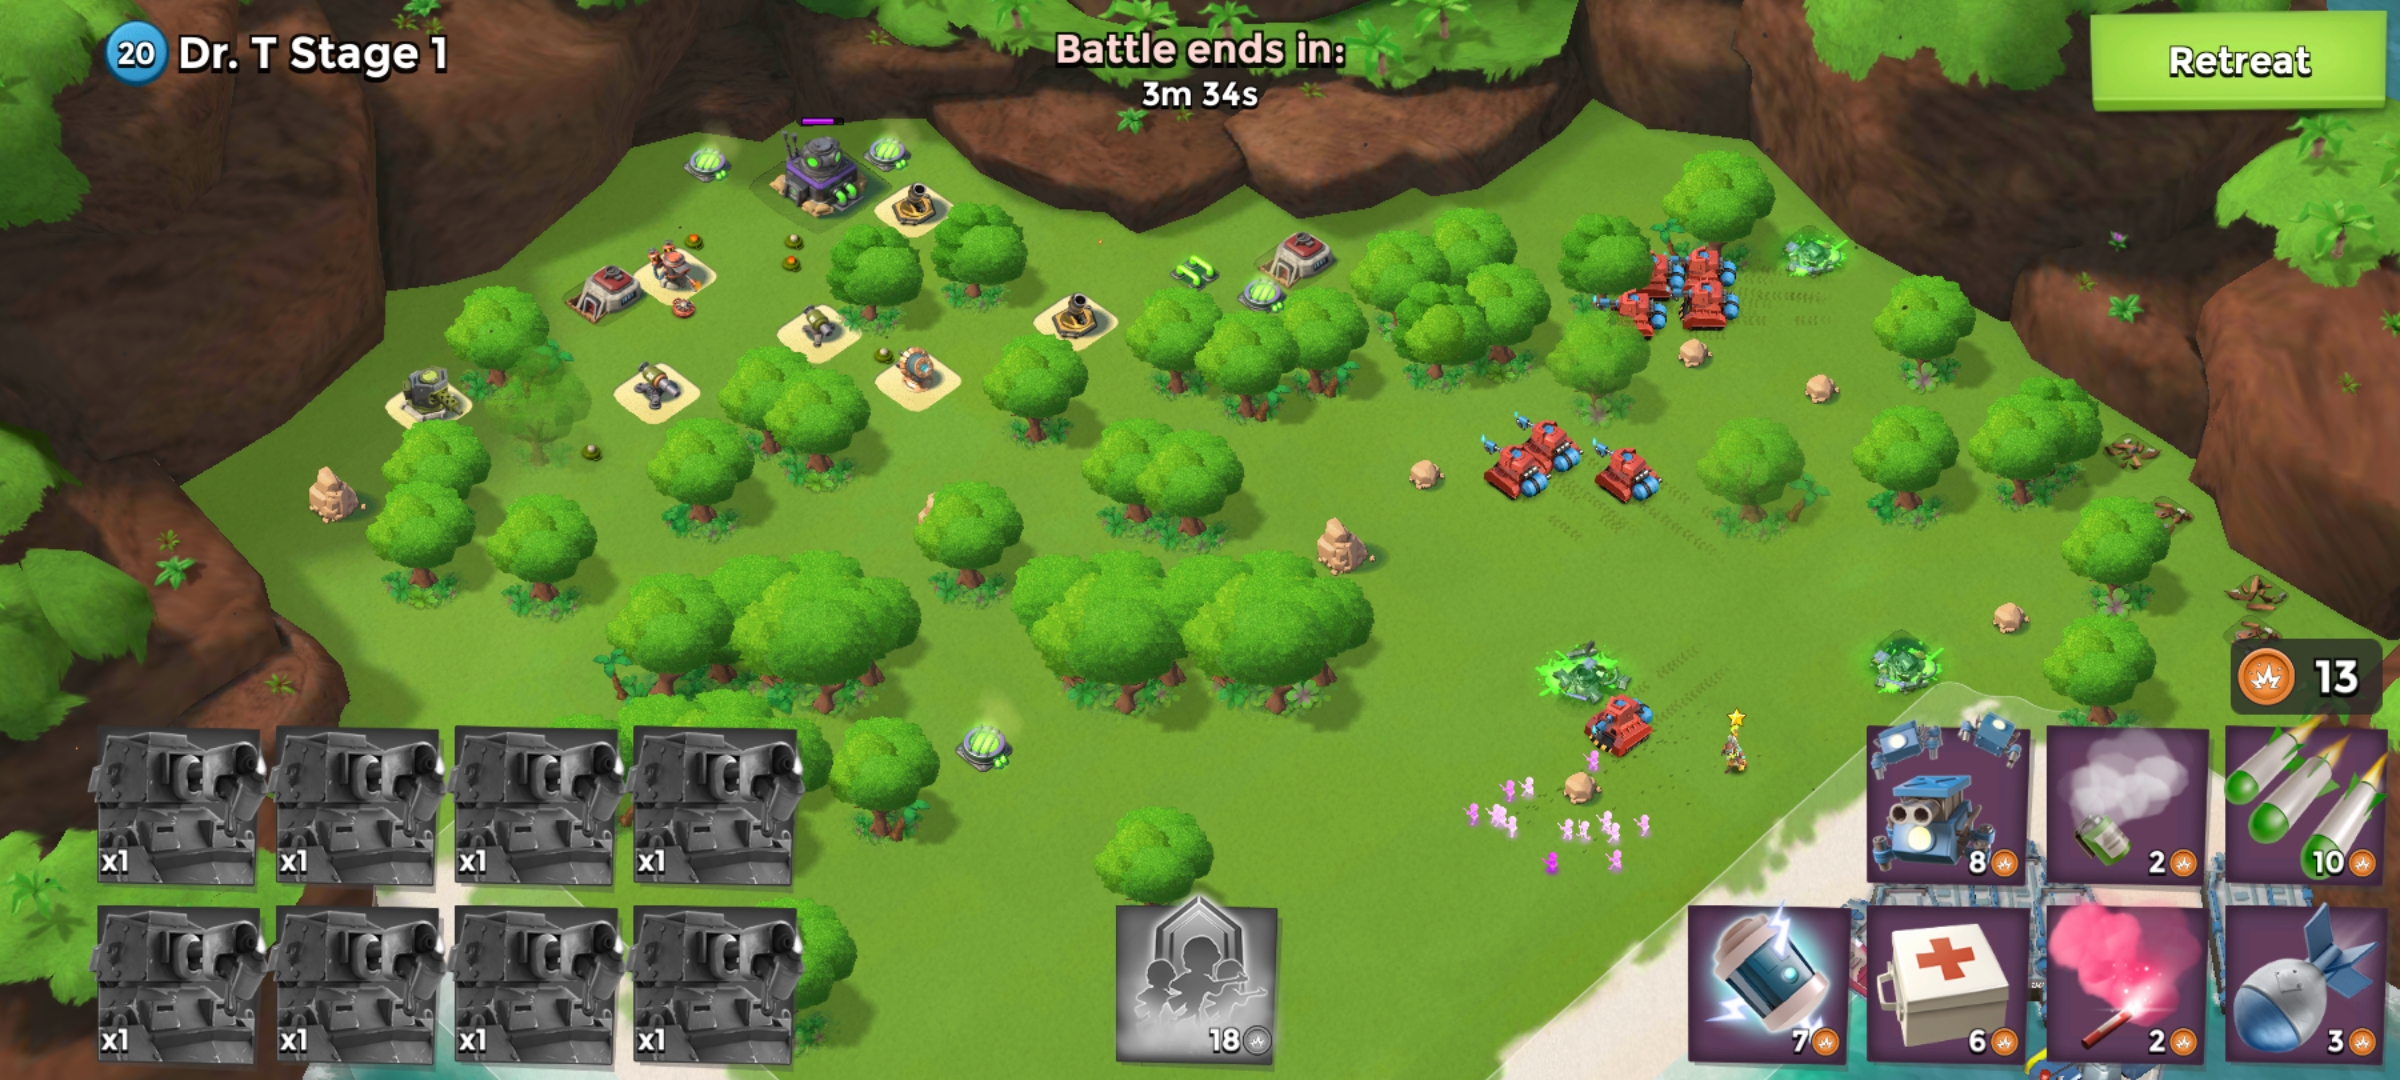 20 Dr. T Stage 1
Battle ends in:
3m 34s
Retreat
13
x1 x1 x1 x1
8 2 10
x1 x1 x1 x1
18
7 6 2 3